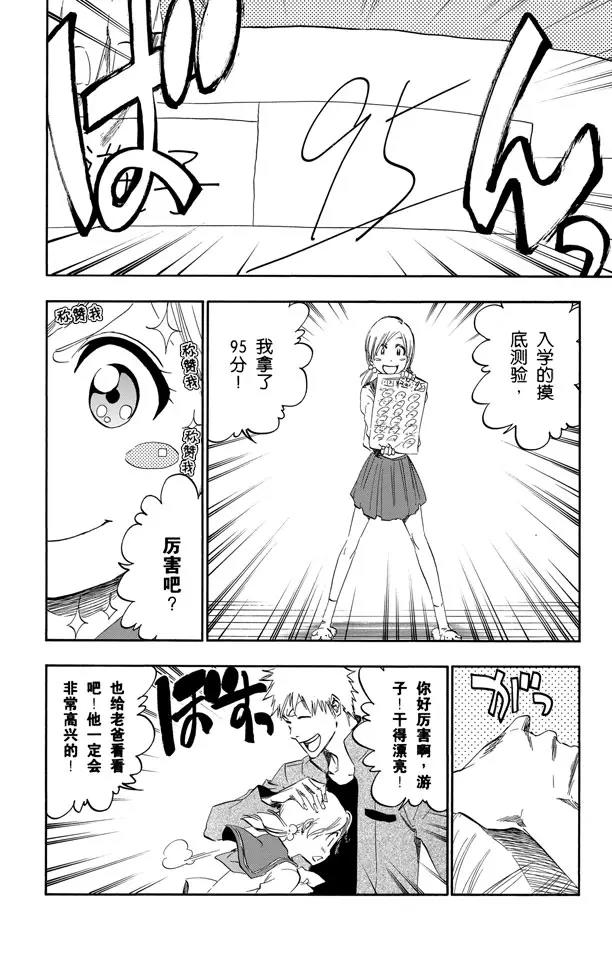 ばんっ
95
入学的摸
底测验，
我拿了
95分！
称赞我
称赞我
称赞我
厉害吧？
がっ
你好厉害啊，游
子！干得漂亮！
ぼすっ
也给老爸看看
吧！他一定会
非常高兴的！